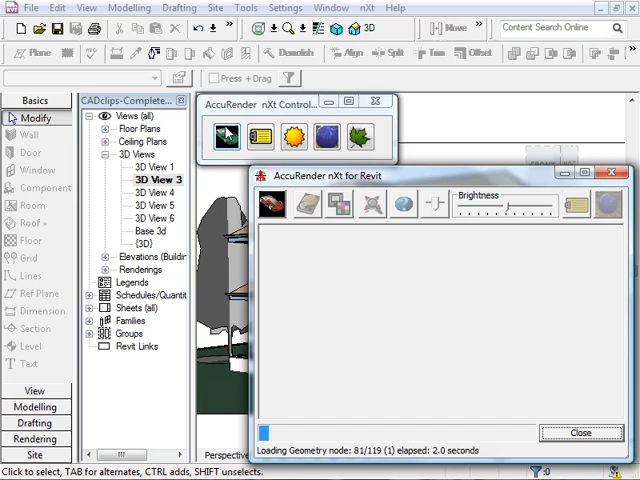 File Edit View Modelling Drafting Site Tools Settings Window nXt Help
3D Move Content Search Online
Plane Demolish Align Split Trim Offset
Press + Drag
Basics
Modify
Wall
Door
Window
Component
Room
Roof »
Floor
Grid
Lines
Ref Plane
Dimension
Section
Level
Text
View
Modelling
Drafting
Rendering
Site
CADclips-Complete...
Views (all)
Floor Plans
Ceiling Plans
3D Views
3D View 1
3D View 3
3D View 4
3D View 5
3D View 6
Base 3d
{3D}
Elevations (Buildin
Renderings
Legends
Schedules/Quantit
Sheets (all)
Families
Groups
Revit Links
AccuRender nXt Control...
AccuRender nXt for Revit
Brightness
Close
Loading Geometry node: 81/119 (1) elapsed: 2.0 seconds
Perspective
Click to select, TAB for alternates, CTRL adds, SHIFT unselects.
:0